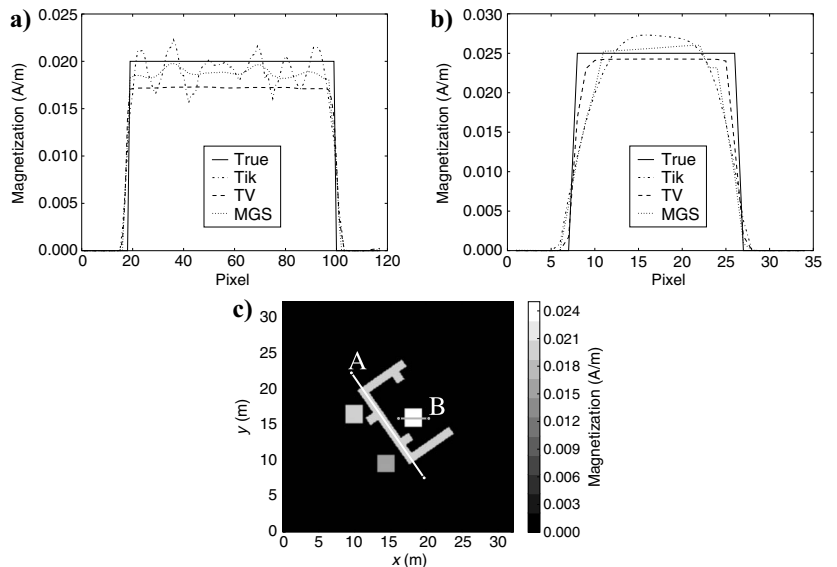 a)
0.025
0.020
0.015
0.010
0.005
0.000
Magnetization (A/m)
True
Tik
TV
MGS
0 20 40 60 80 100 120
Pixel
b)
0.030
0.025
0.020
0.015
0.010
0.005
0.000
Magnetization (A/m)
True
Tik
TV
MGS
0 5 10 15 20 25 30 35
Pixel
c)
30
25
20
15
10
5
0
y (m)
A
B
0 5 10 15 20 25 30
x (m)
0.024
0.021
0.018
0.015
0.012
0.009
0.006
0.003
0.000
Magnetization (A/m)